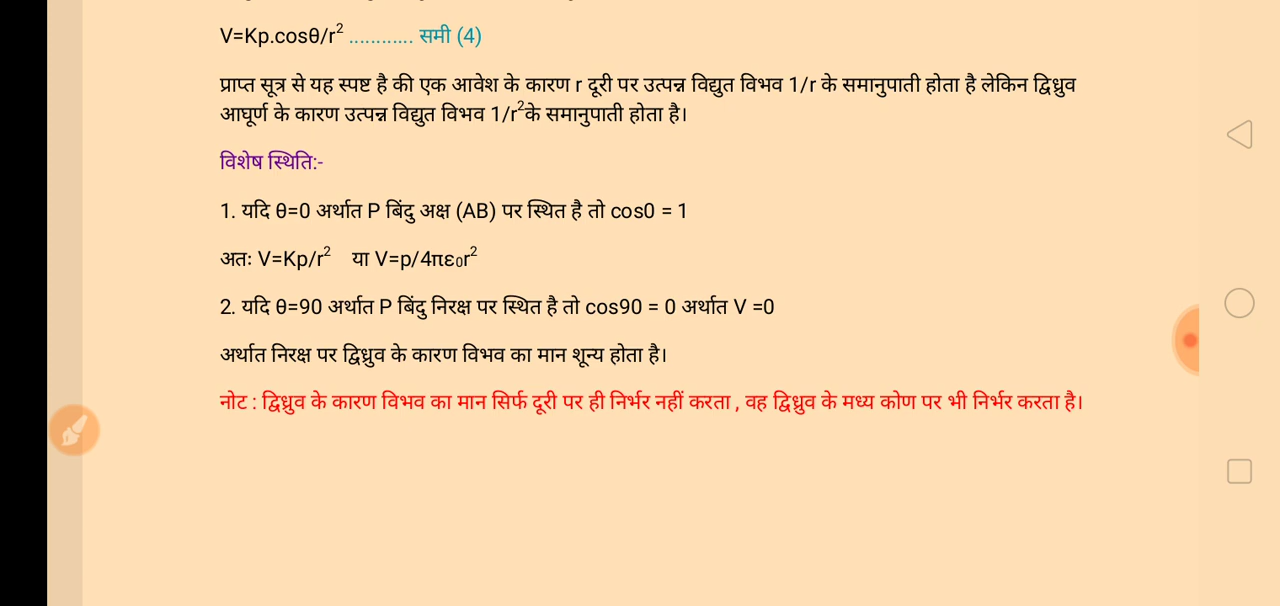 V=Kp.cosθ/r² ............ समी (4)
प्राप्त सूत्र से यह स्पष्ट है की एक आवेश के कारण r दूरी पर उत्पन्न विद्युत विभव 1/r के समानुपाती होता है लेकिन द्विध्रुव
आघूर्ण के कारण उत्पन्न विद्युत विभव 1/r²के समानुपाती होता है।
विशेष स्थिति:-
1. यदि θ=0 अर्थात P बिंदु अक्ष (AB) पर स्थित है तो cos0 = 1
अतः V=Kp/r² या V=p/4πε₀r²
2. यदि θ=90 अर्थात P बिंदु निरक्ष पर स्थित है तो cos90 = 0 अर्थात V =0
अर्थात निरक्ष पर द्विध्रुव के कारण विभव का मान शून्य होता है।
नोट : द्विध्रुव के कारण विभव का मान सिर्फ दूरी पर ही निर्भर नहीं करता , वह द्विध्रुव के मध्य कोण पर भी निर्भर करता है।